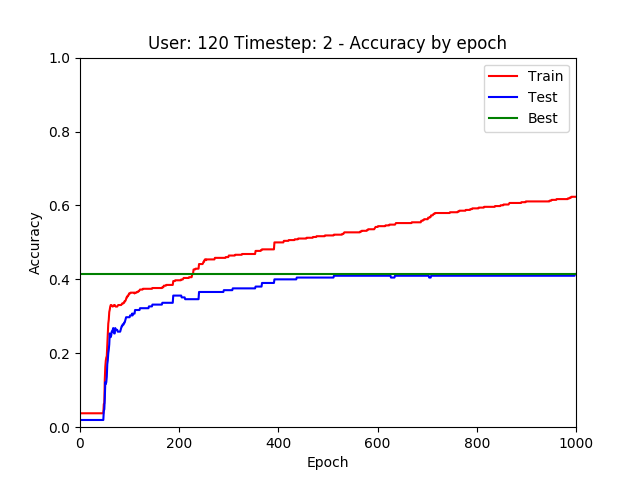 User: 120 Timestep: 2 - Accuracy by epoch
Train
Test
Best
1.0
0.8
0.6
0.4
0.2
0.0
Accuracy
0 200 400 600 800 1000
Epoch